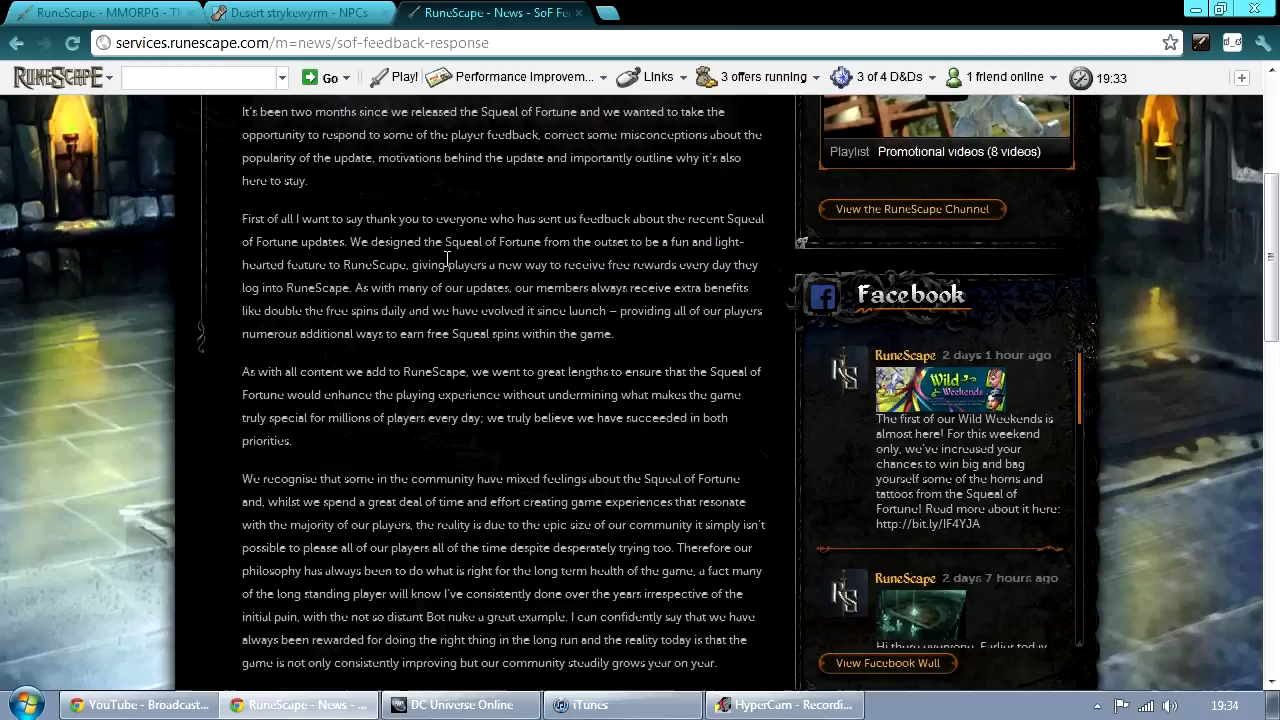 RuneScape - MMORPG - T
Desert strykewyrm - NPCs
RuneScape - News - SoF Fe
services.runescape.com/m=news/sof-feedback-response
RUNESCAPE
Go
Play!
Performance Improvem...
Links
3 offers running
3 of 4 D&Ds
1 friend online
19:33
It's been two months since we released the Squeal of Fortune and we wanted to take the
opportunity to respond to some of the player feedback, correct some misconceptions about the
popularity of the update, motivations behind the update and importantly outline why it's also
here to stay.
First of all I want to say thank you to everyone who has sent us feedback about the recent Squeal
of Fortune updates. We designed the Squeal of Fortune from the outset to be a fun and light-
hearted feature to RuneScape, giving players a new way to receive free rewards every day they
log into RuneScape. As with many of our updates, our members always receive extra benefits
like double the free spins daily and we have evolved it since launch – providing all of our players
numerous additional ways to earn free Squeal spins within the game.
As with all content we add to RuneScape, we went to great lengths to ensure that the Squeal of
Fortune would enhance the playing experience without undermining what makes the game
truly special for millions of players every day; we truly believe we have succeeded in both
priorities.
We recognise that some in the community have mixed feelings about the Squeal of Fortune
and, whilst we spend a great deal of time and effort creating game experiences that resonate
with the majority of our players, the reality is due to the epic size of our community it simply isn't
possible to please all of our players all of the time despite desperately trying too. Therefore our
philosophy has always been to do what is right for the long term health of the game, a fact many
of the long standing player will know I've consistently done over the years irrespective of the
initial pain, with the not so distant Bot nuke a great example. I can confidently say that we have
always been rewarded for doing the right thing in the long run and the reality today is that the
game is not only consistently improving but our community steadily grows year on year.
Playlist Promotional videos (8 videos)
View the RuneScape Channel
Facebook
RuneScape 2 days 1 hour ago
Wild
Weekends
The first of our Wild Weekends is
almost here! For this weekend
only, we've increased your
chances to win big and bag
yourself some of the horns and
tattoos from the Squeal of
Fortune! Read more about it here:
http://bit.ly/IF4YJA
RuneScape 2 days 7 hours ago
Hi there everyone. Earlier today
View Facebook Wall
YouTube - Broadcast...
RuneScape - News - ...
DC Universe Online
iTunes
HyperCam - Recordi...
19:34